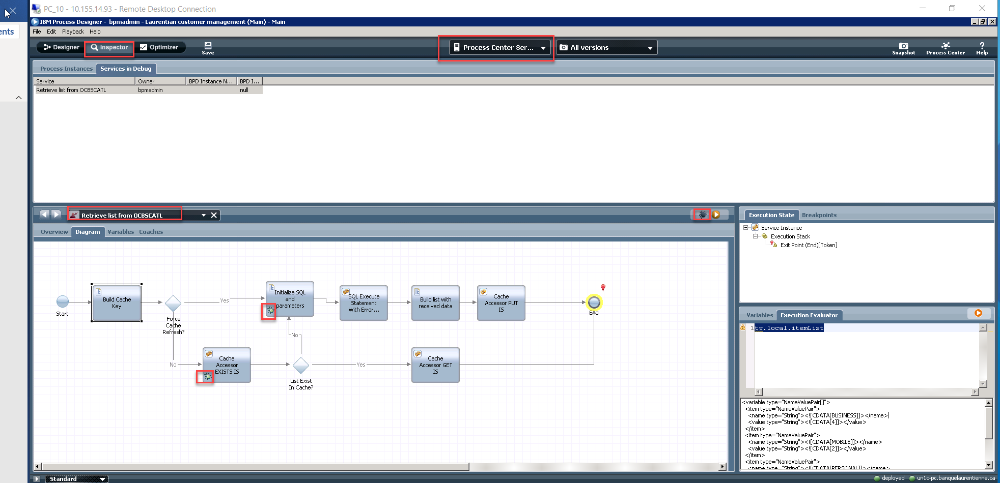 PC_10 - 10.155.14.93 - Remote Desktop Connection
IBM Process Designer - bpmadmin - Laurentian customer management (Main) - Main
ents
File Edit Playback Help
Designer Inspector Optimizer Save
Process Center Ser... All versions
Snapshot Process Center Help
Process Instances Services in Debug
Service Owner BPD Instance N... BPD I...
Retrieve list from OCBSCATL bpmadmin null
Retrieve list from OCBSCATL
Overview Diagram Variables Coaches
Start
Build Cache
Key
Force
Cache
Refresh?
Yes
Initialize SQL
and
parameters
SQL Execute
Statement
With Error...
Build list with
received data
Cache
Accessor PUT
IS
End
No
No
Cache
Accessor
EXISTS IS
List Exist
In Cache?
Yes
Cache
Accessor GET
IS
Execution State Breakpoints
Service Instance
Execution Stack
Exit Point (End)[Token]
Variables Execution Evaluator
1 tw.local.itemList
<variable type="NameValuePair[]">
<item type="NameValuePair">
<name type="String"><![CDATA[BUSINESS]]></name>
<value type="String"><![CDATA[4]]></value>
</item>
<item type="NameValuePair">
<name type="String"><![CDATA[MOBILE]]></name>
<value type="String"><![CDATA[2]]></value>
</item>
<item type="NameValuePair">
<name type="String"><![CDATA[PERSONAL]]></name>
Standard
deployed un1c-pc.banquelaurentienne.ca